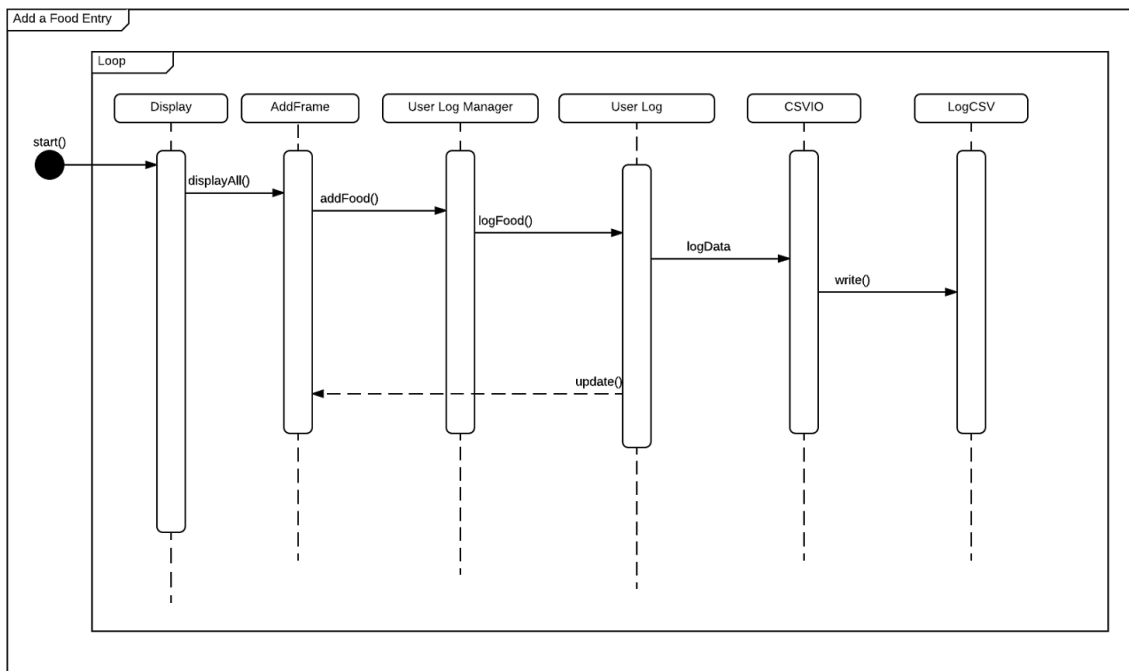 Add a Food Entry
Loop
Display
AddFrame
User Log Manager
User Log
CSVIO
LogCSV
start()
displayAll()
addFood()
logFood()
logData
write()
update()